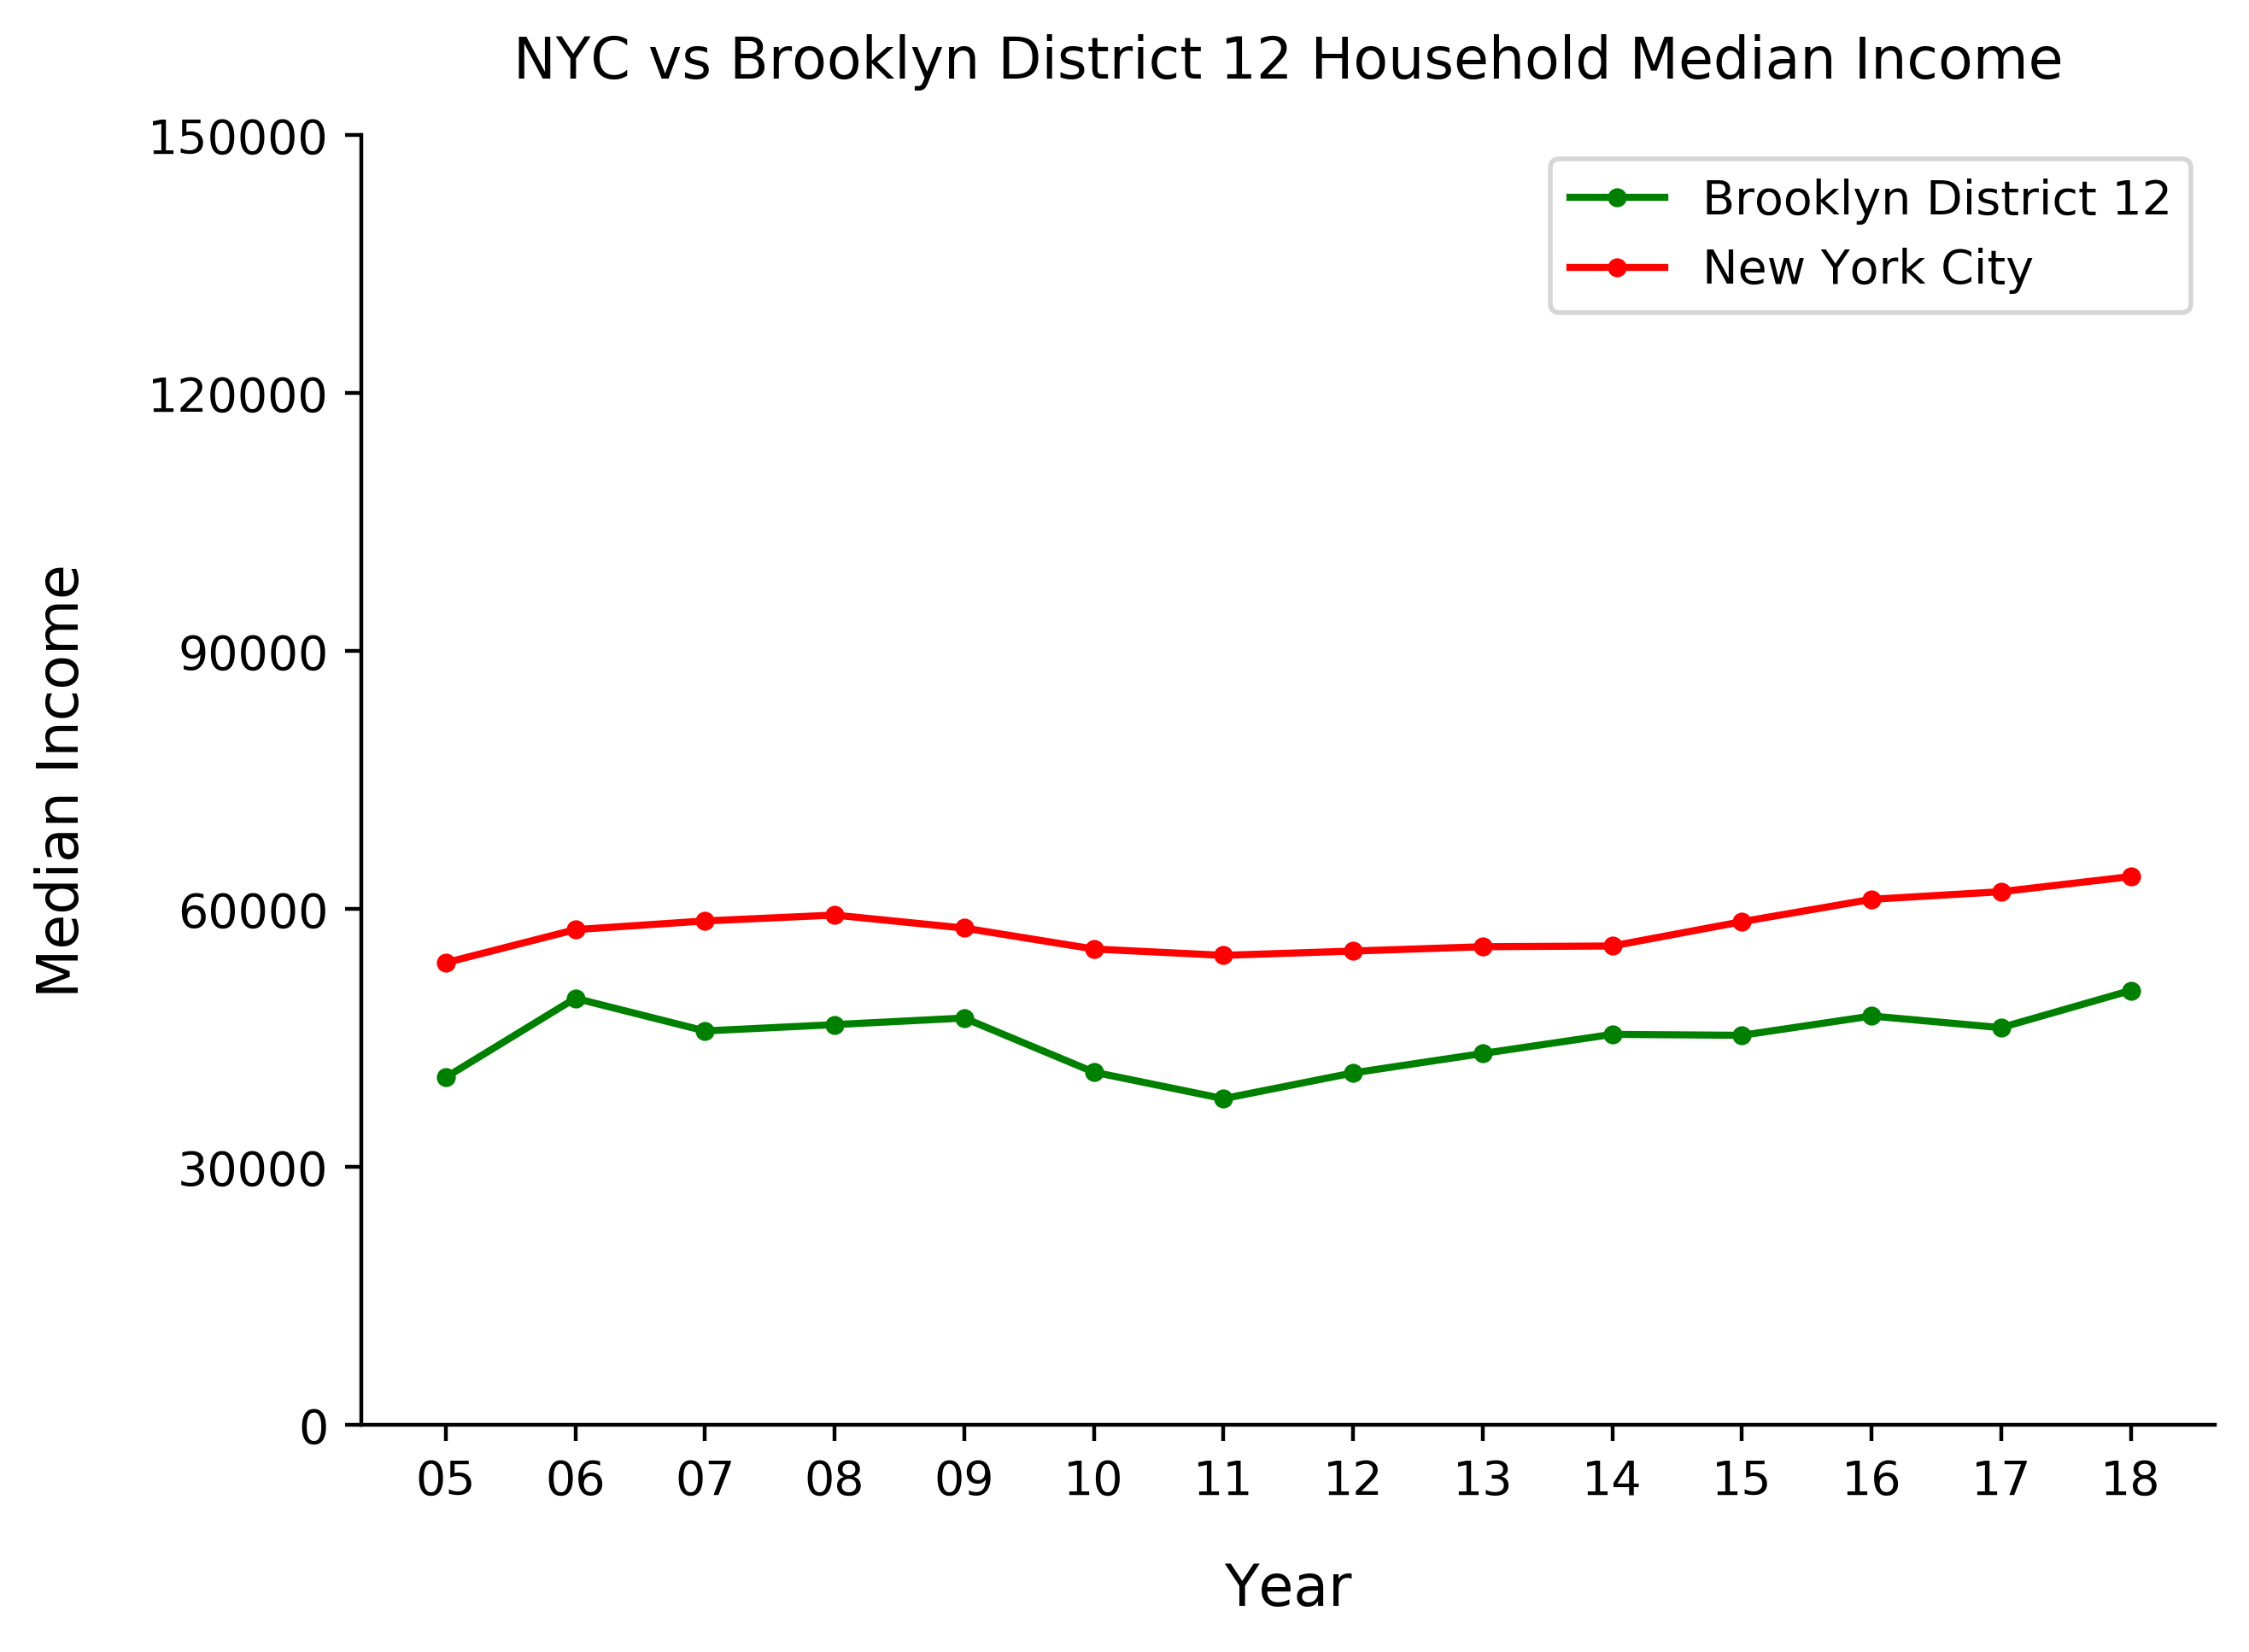 NYC vs Brooklyn District 12 Household Median Income
150000
120000
90000
60000
30000
0
Median Income
Brooklyn District 12
New York City
05 06 07 08 09 10 11 12 13 14 15 16 17 18
Year